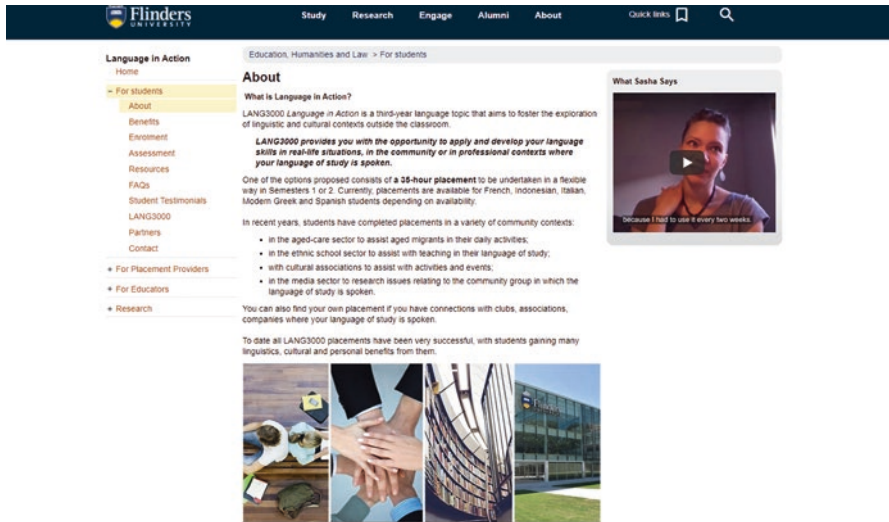 Flinders
UNIVERSITY
Study Research Engage Alumni About Quick links
Language in Action
Home
− For students
About
Benefits
Enrolment
Assessment
Resources
FAQs
Student Testimonials
LANG3000
Partners
Contact
+ For Placement Providers
+ For Educators
+ Research
Education, Humanities and Law > For students
About
What is Language in Action?
LANG3000 Language in Action is a third-year language topic that aims to foster the exploration
of linguistic and cultural contexts outside the classroom.
LANG3000 provides you with the opportunity to apply and develop your language
skills in real-life situations, in the community or in professional contexts where
your language of study is spoken.
One of the options proposed consists of a 35-hour placement to be undertaken in a flexible
way in Semesters 1 or 2. Currently, placements are available for French, Indonesian, Italian,
Modern Greek and Spanish students depending on availability.
In recent years, students have completed placements in a variety of community contexts:
• in the aged-care sector to assist aged migrants in their daily activities;
• in the ethnic school sector to assist with teaching in their language of study;
• with cultural associations to assist with activities and events;
• in the media sector to research issues relating to the community group in which the
language of study is spoken.
You can also find your own placement if you have connections with clubs, associations,
companies where your language of study is spoken.
To date all LANG3000 placements have been very successful, with students gaining many
linguistics, cultural and personal benefits from them.
What Sasha Says
because I had to use it every two weeks.
Flinders